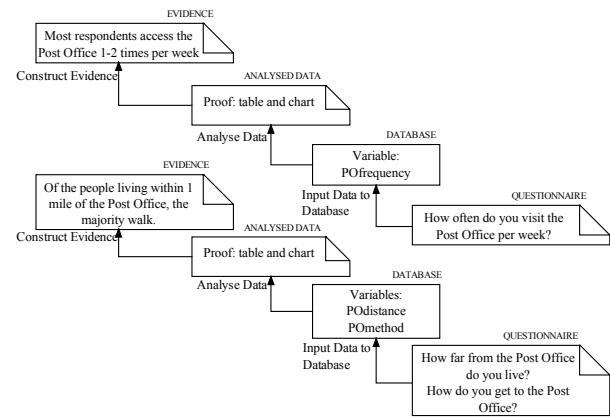 EVIDENCE
Most respondents access the
Post Office 1-2 times per week
Construct Evidence
ANALYSED DATA
Proof: table and chart
Analyse Data
DATABASE
Variable:
POfrequency
Input Data to
Database
QUESTIONNAIRE
How often do you visit the
Post Office per week?
EVIDENCE
Of the people living within 1
mile of the Post Office, the
majority walk.
Construct Evidence
ANALYSED DATA
Proof: table and chart
Analyse Data
DATABASE
Variables:
POdistance
POmethod
Input Data to
Database
QUESTIONNAIRE
How far from the Post Office
do you live?
How do you get to the Post
Office?